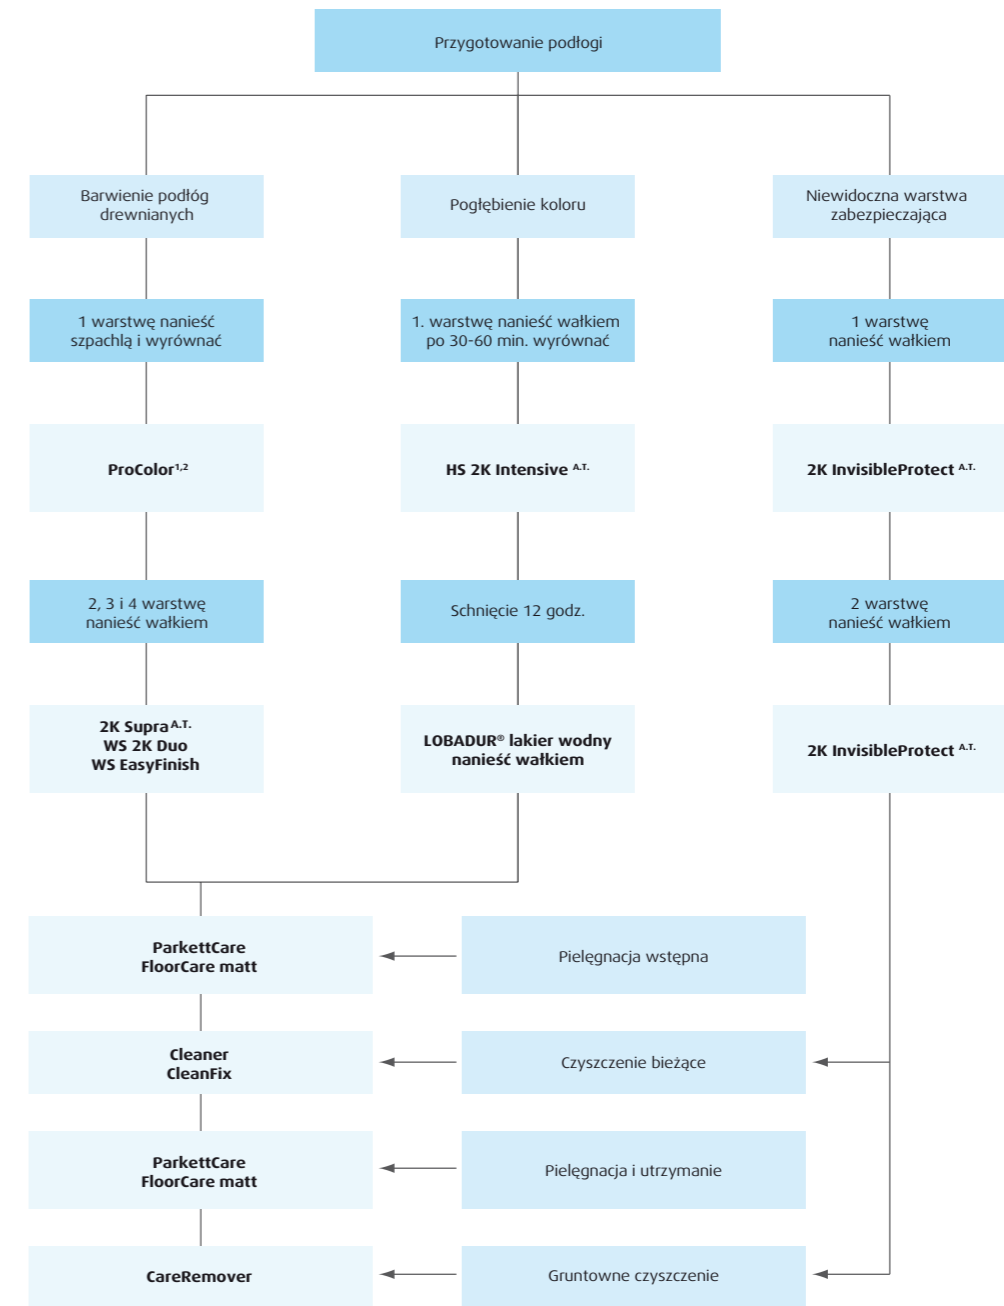 Przygotowanie podłogi
Barwienie podłóg
drewnianych
Pogłębienie koloru
Niewidoczna warstwa
zabezpieczająca
1 warstwę nanieść
szpachlą i wyrównać
1. warstwę nanieść wałkiem
po 30-60 min. wyrównać
1 warstwę
nanieść wałkiem
ProColor¹,²
HS 2K Intensive A.T.
2K InvisibleProtect A.T.
2, 3 i 4 warstwę
nanieść wałkiem
Schnięcie 12 godz.
2 warstwę
nanieść wałkiem
2K Supra A.T.
WS 2K Duo
WS EasyFinish
LOBADUR® lakier wodny
nanieść wałkiem
2K InvisibleProtect A.T.
ParkettCare
FloorCare matt
Pielęgnacja wstępna
Cleaner
CleanFix
Czyszczenie bieżące
ParkettCare
FloorCare matt
Pielęgnacja i utrzymanie
CareRemover
Gruntowne czyszczenie